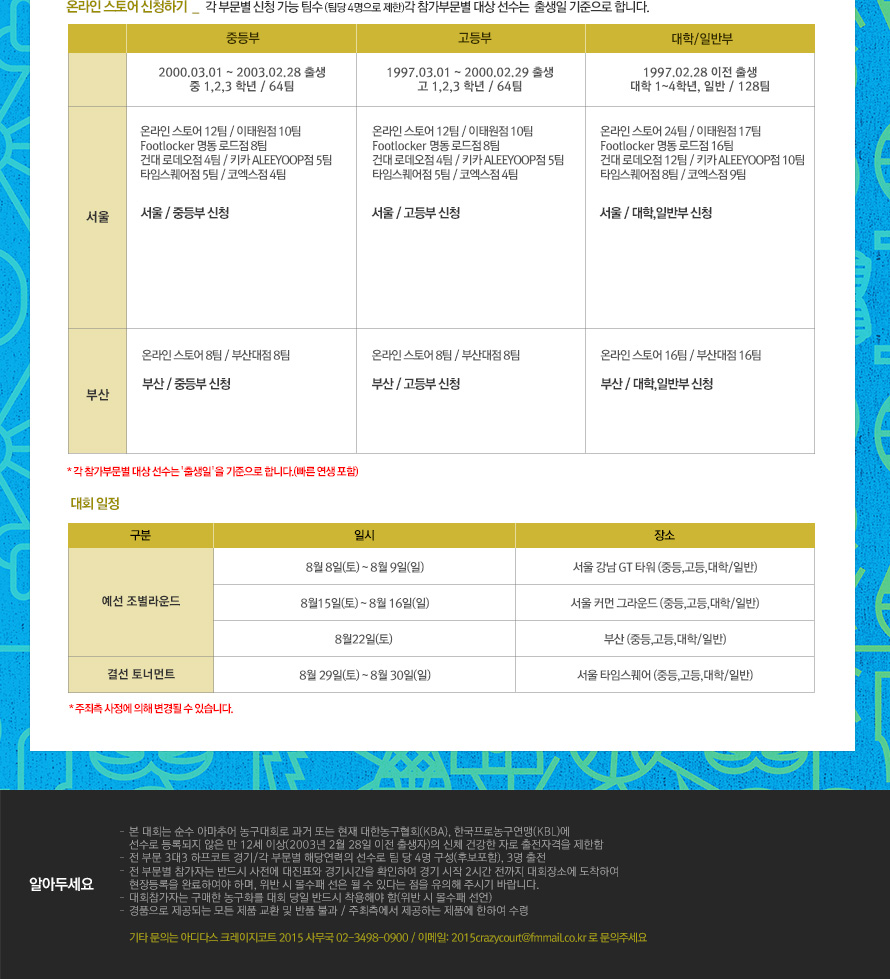 온라인 스토어 신청하기 _ 각 부문별 신청 가능 팀수 (팀당 4명으로 제한)각 참가부문별 대상 선수는 출생일 기준으로 합니다.
중등부 고등부 대학/일반부
2000.03.01 ~ 2003.02.28 출생
중 1,2,3 학년 / 64팀
1997.03.01 ~ 2000.02.29 출생
고 1,2,3 학년 / 64팀
1997.02.28 이전 출생
대학 1~4학년, 일반 / 128팀
서울
온라인 스토어 12팀 / 이태원점 10팀
Footlocker 명동 로드점 8팀
건대 로데오점 4팀 / 키카 ALEEYOOP점 5팀
타임스퀘어점 5팀 / 코엑스점 4팀
서울 / 중등부 신청
온라인 스토어 12팀 / 이태원점 10팀
Footlocker 명동 로드점 8팀
건대 로데오점 4팀 / 키카 ALEEYOOP점 5팀
타임스퀘어점 5팀 / 코엑스점 4팀
서울 / 고등부 신청
온라인 스토어 24팀 / 이태원점 17팀
Footlocker 명동 로드점 16팀
건대 로데오점 12팀 / 키카 ALEEYOOP점 10팀
타임스퀘어점 8팀 / 코엑스점 9팀
서울 / 대학,일반부 신청
부산
온라인 스토어 8팀 / 부산대점 8팀
부산 / 중등부 신청
온라인 스토어 8팀 / 부산대점 8팀
부산 / 고등부 신청
온라인 스토어 16팀 / 부산대점 16팀
부산 / 대학,일반부 신청
* 각 참가부문별 대상 선수는 '출생일'을 기준으로 합니다.(빠른 연생 포함)
대회 일정
구분 일시 장소
예선 조별라운드
8월 8일(토) ~ 8월 9일(일) 서울 강남 GT 타워 (중등,고등,대학/일반)
8월15일(토) ~ 8월 16일(일) 서울 커먼 그라운드 (중등,고등,대학/일반)
8월22일(토) 부산 (중등,고등,대학/일반)
결선 토너먼트 8월 29일(토) ~ 8월 30일(일) 서울 타임스퀘어 (중등,고등,대학/일반)
* 주죄측 사정에 의해 변경될 수 있습니다.
알아두세요
- 본 대회는 순수 아마추어 농구대회로 과거 또는 현재 대한농구협회(KBA), 한국프로농구연맹(KBL)에
선수로 등록되지 않은 만 12세 이상(2003년 2월 28일 이전 출생자)의 신체 건강한 자로 출전자격을 제한함
- 전 부문 3대3 하프코트 경기/각 부문별 해당연력의 선수로 팀 당 4명 구성(후보포함), 3명 출전
- 전 부문별 참가자는 반드시 사전에 대진표와 경기시간을 확인하여 경기 시작 2시간 전까지 대회장소에 도착하여
현장등록을 완료하여야 하며, 위반 시 몰수패 선은 될 수 있다는 점을 유의해 주시기 바랍니다.
- 대회참가자는 구매한 농구화를 대회 당일 반드시 착용해야 함(위반 시 몰수패 선언)
- 경품으로 제공되는 모든 제품 교환 및 반품 불과 / 주최측에서 제공하는 제품에 한하여 수령
기타 문의는 아디다스 크레이지코트 2015 사무국 02-3498-0900 / 이메일: 2015crazycourt@fmmail.co.kr 로 문의주세요